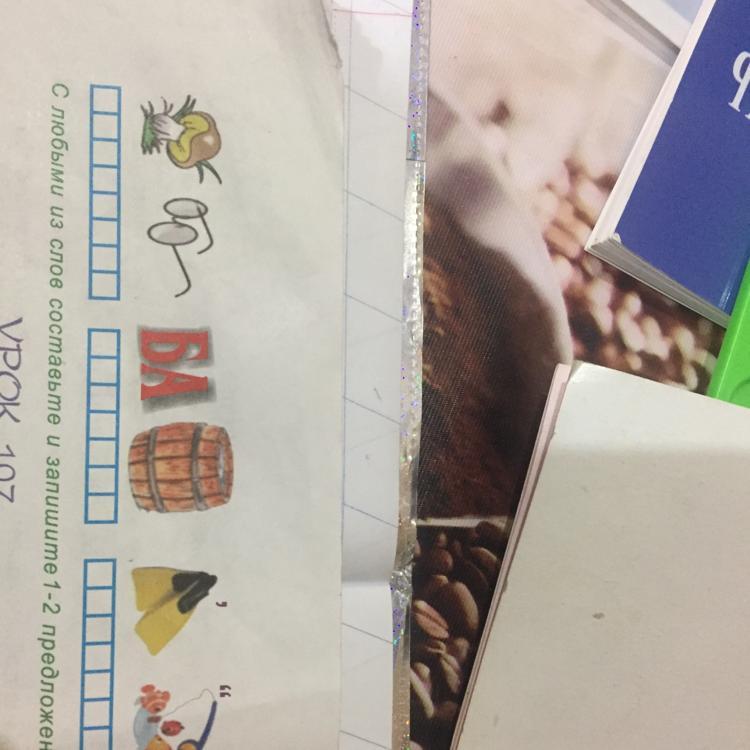 БА
,
“
С любыми из слов составьте и запишите 1-2 предложен
УРОК 107